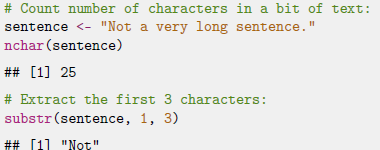 # Count number of characters in a bit of text:
sentence <- "Not a very long sentence."
nchar(sentence)
## [1] 25
# Extract the first 3 characters:
substr(sentence, 1, 3)
## [1] "Not"